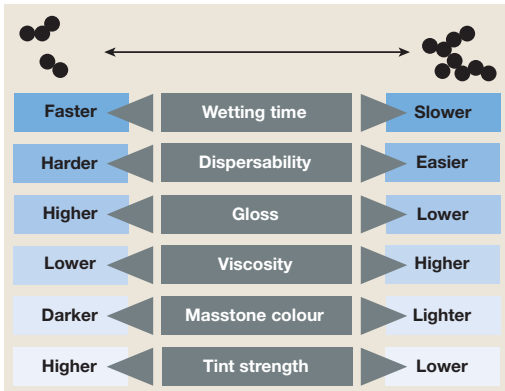 Faster Wetting time Slower
Harder Dispersability Easier
Higher Gloss Lower
Lower Viscosity Higher
Darker Masstone colour Lighter
Higher Tint strength Lower